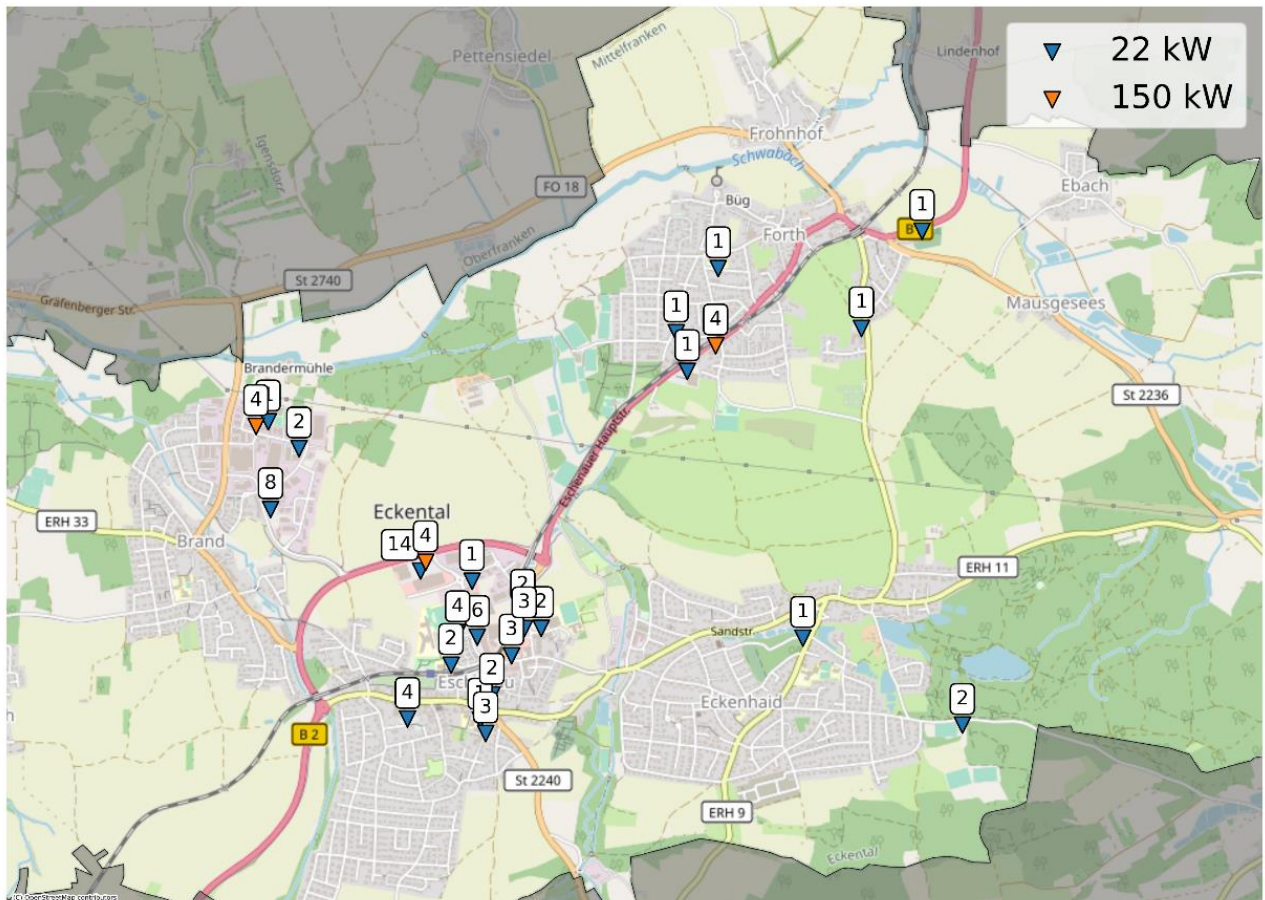 22 kW
150 kW
Pettensiedel
Mittelfranken
Lindenhof
Igensdorf
Frohnhof
Schwabach
FO 18
Ebach
Büg
1
Forth
B
1
Oberfranken
St 2740
Gräfenberger Str.
Mausgesees
1
4
1
1
Brandermühle
St 2236
4
2
Eschenauer Hauptstr.
8
Eckental
ERH 33
Brand
14
4
1
ERH 11
2
4
6
3
2
1
Sandstr.
3
2
2
Eckenhaid
2
4
3
B 2
St 2240
ERH 9
Eckental
(C) OpenStreetMap contributors